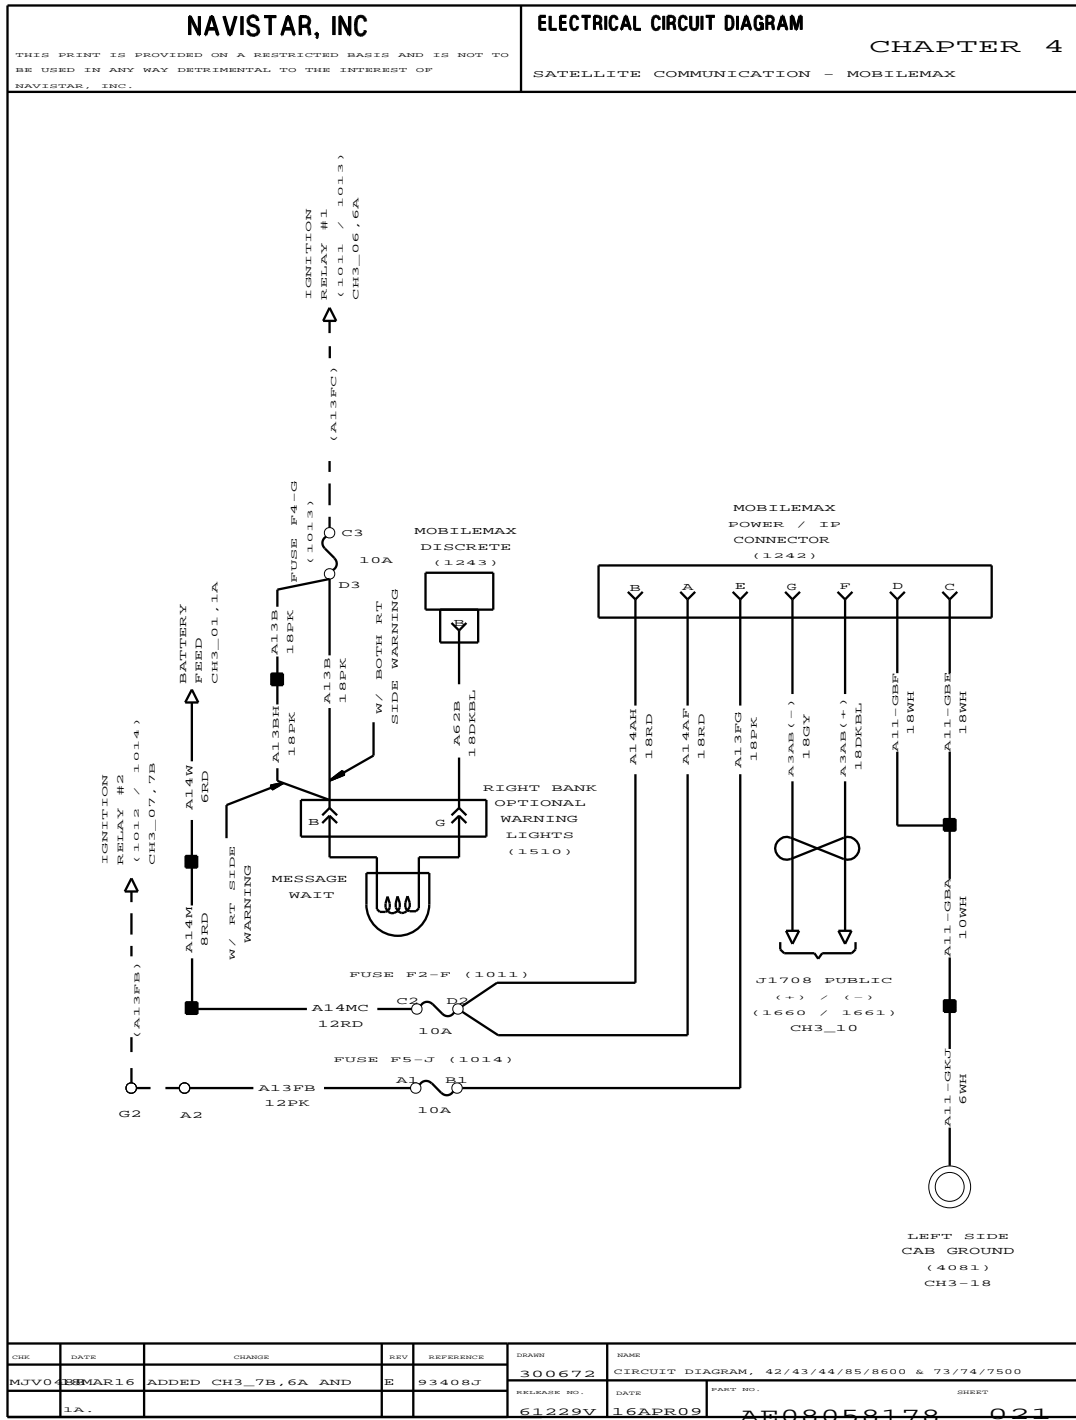 NAVISTAR, INC
THIS PRINT IS PROVIDED ON A RESTRICTED BASIS AND IS NOT TO
BE USED IN ANY WAY DETRIMENTAL TO THE INTEREST OF
NAVISTAR, INC.
ELECTRICAL CIRCUIT DIAGRAM
CHAPTER 4
SATELLITE COMMUNICATION - MOBILEMAX
IGNITION
RELAY #1
(1011 / 1013)
CH3_06,6A
(A13FC)
FUSE F4-G
(1013)
C3
10A
D3
MOBILEMAX
DISCRETE
(1243)
B
MOBILEMAX
POWER / IP
CONNECTOR
(1242)
B A E G F D C
BATTERY
FEED
CH3_01,1A
A13B
18PK
A13B
18PK
W/ BOTH RT
SIDE WARNING
A13BH
18PK
A62B
18DKBL
A14AH
18RD
A14AF
18RD
A13FG
18PK
A3AB(-)
18GY
A3AB(+)
18DKBL
A11-GBF
18WH
A11-GBE
18WH
IGNITION
RELAY #2
(1012 / 1014)
CH3_07,7B
A14W
6RD
RIGHT BANK
OPTIONAL
WARNING
LIGHTS
(1510)
B
G
W/ RT SIDE
WARNING
MESSAGE
WAIT
A14M
8RD
A11-GBA
10WH
(A13FB)
FUSE F2-F (1011)
A14MC
12RD
C2
D2
10A
J1708 PUBLIC
(+) / (-)
(1660 / 1661)
CH3_10
FUSE F5-J (1014)
A1
B1
10A
A13FB
12PK
G2
A2
A11-GKJ
6WH
LEFT SIDE
CAB GROUND
(4081)
CH3-18
CHK DATE CHANGE REV REFERENCE
ADDED CH3_7B,6A AND E 93408J
1A.
DRAWN
300672
NAME
CIRCUIT DIAGRAM, 42/43/44/85/8600 & 73/74/7500
RELEASE NO.
61229V
DATE
16APR09
PART NO.
AE08058178
SHEET
021